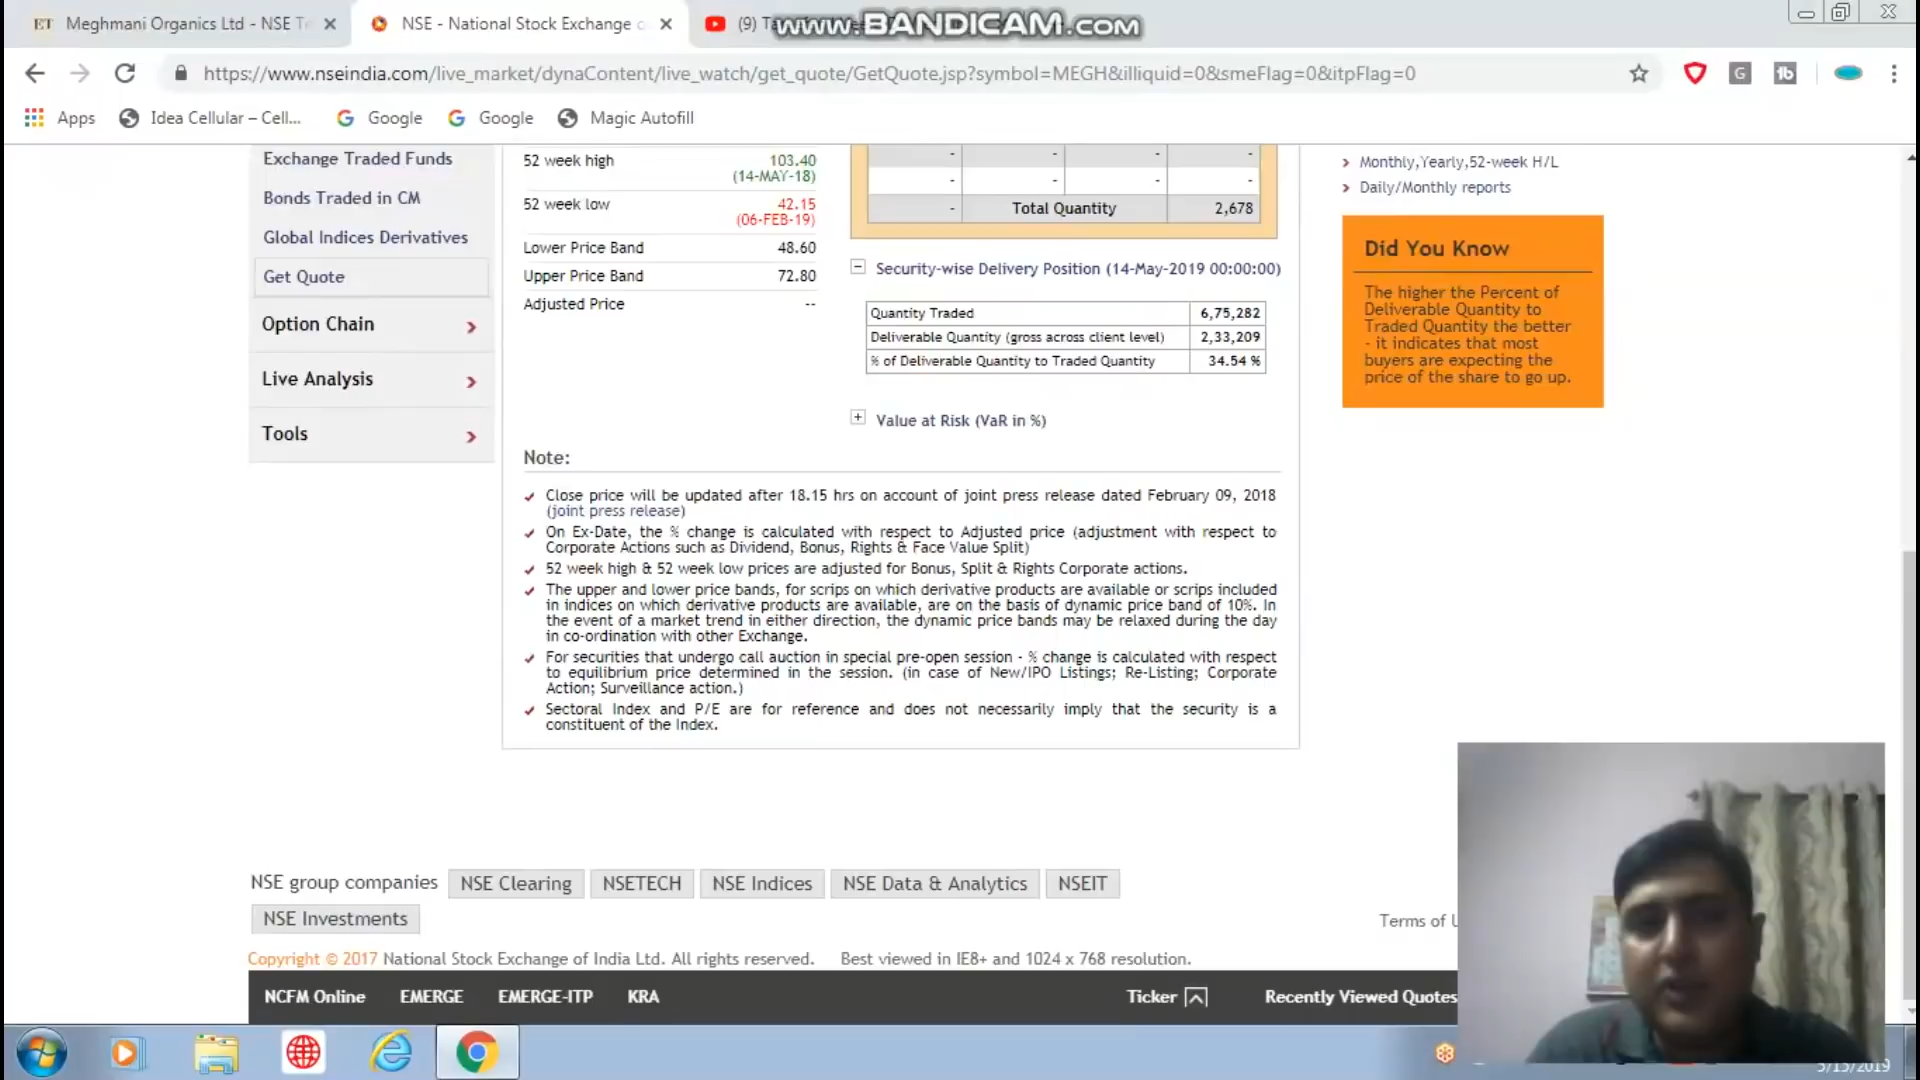 ET Meghmani Organics Ltd - NSE
NSE - National Stock Exchange
(9)
www.BANDICAM.com
https://www.nseindia.com/live_market/dynaContent/live_watch/get_quote/GetQuote.jsp?symbol=MEGH&illiquid=0&smeFlag=0&itpFlag=0
Apps
Idea Cellular – Cell...
Google
Google
Magic Autofill
Exchange Traded Funds
Bonds Traded in CM
Global Indices Derivatives
Get Quote
Option Chain
Live Analysis
Tools
52 week high 103.40
(14-MAY-18)
52 week low 42.15
(06-FEB-19)
Lower Price Band 48.60
Upper Price Band 72.80
Adjusted Price --
- - - -
- - - -
- Total Quantity 2,678
Security-wise Delivery Position (14-May-2019 00:00:00)
Quantity Traded 6,75,282
Deliverable Quantity (gross across client level) 2,33,209
% of Deliverable Quantity to Traded Quantity 34.54 %
Value at Risk (VaR in %)
Monthly,Yearly,52-week H/L
Daily/Monthly reports
Did You Know
The higher the Percent of
Deliverable Quantity to
Traded Quantity the better
- it indicates that most
buyers are expecting the
price of the share to go up.
Note:
Close price will be updated after 18.15 hrs on account of joint press release dated February 09, 2018
(joint press release)
On Ex-Date, the % change is calculated with respect to Adjusted price (adjustment with respect to
Corporate Actions such as Dividend, Bonus, Rights & Face Value Split)
52 week high & 52 week low prices are adjusted for Bonus, Split & Rights Corporate actions.
The upper and lower price bands, for scrips on which derivative products are available or scrips included
in indices on which derivative products are available, are on the basis of dynamic price band of 10%. In
the event of a market trend in either direction, the dynamic price bands may be relaxed during the day
in co-ordination with other Exchange.
For securities that undergo call auction in special pre-open session - % change is calculated with respect
to equilibrium price determined in the session. (in case of New/IPO Listings; Re-Listing; Corporate
Action; Surveillance action.)
Sectoral Index and P/E are for reference and does not necessarily imply that the security is a
constituent of the Index.
NSE group companies NSE Clearing NSETECH NSE Indices NSE Data & Analytics NSEIT
NSE Investments
Terms of
Copyright © 2017 National Stock Exchange of India Ltd. All rights reserved. Best viewed in IE8+ and 1024 x 768 resolution.
NCFM Online EMERGE EMERGE-ITP KRA Ticker Recently Viewed Quotes
5/15/2019